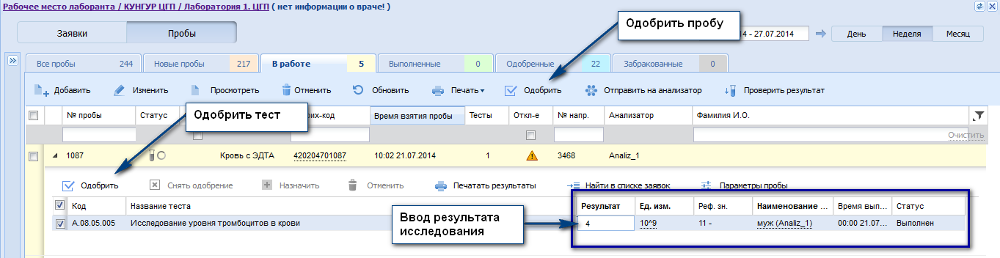 Рабочее место лаборанта / КУНГУР ЦГП / Лаборатория 1. ЦГП ( нет информации о враче! )
Заявки Пробы Одобрить пробу 4 - 27.07.2014 День Неделя Месяц
Все пробы 244 Новые пробы 217 В работе 5 Выполненные 0 Одобренные 22 Забракованные 0
Добавить Изменить Просмотреть Отменить Обновить Печать Одобрить Отправить на анализатор Проверить результат
Одобрить тест
№ пробы Статус рих-код Время взятия пробы Тесты Откл-е № напр. Анализатор Фамилия И.О.
Очистить
1087 Кровь с ЭДТА 420204701087 10:02 21.07.2014 1 3468 Analiz_1
Одобрить Снять одобрение Назначить Отменить Печатать результаты Найти в списке заявок Параметры пробы
Код Название теста Результат Ед. изм. Реф. зн. Наименование ... Время вып... Статус
A.08.05.005 Исследование уровня тромбоцитов в крови 4 10^9 11 - муж (Analiz_1) 00:00 21.07... Выполнен
Ввод результата
исследования